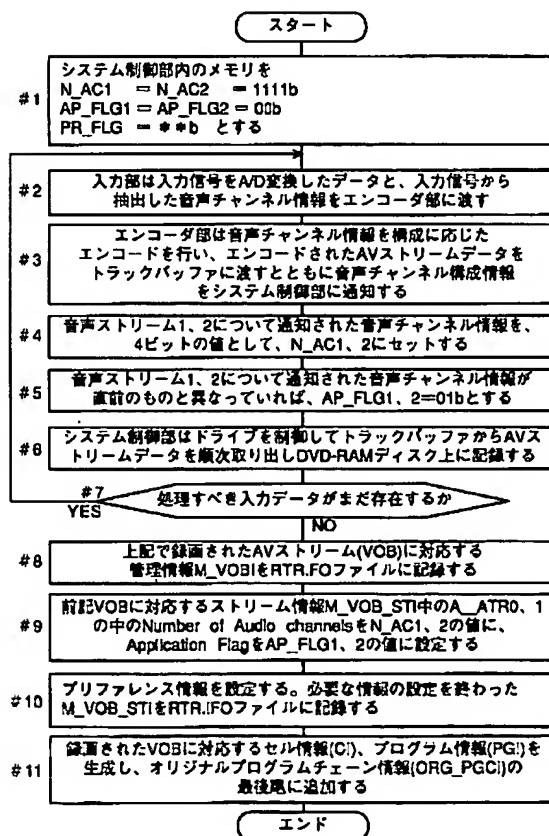 スタート
#1
システム制御部内のメモリを
N_AC1 = N_AC2 = 1111b
AP_FLG1 = AP_FLG2 = 00b
PR_FLG = **b とする
#2
入力部は入力信号をA/D変換したデータと、入力信号から
抽出した音声チャンネル情報をエンコーダ部に渡す
#3
エンコーダ部は音声チャンネル情報を構成に応じた
エンコードを行い、エンコードされたAVストリームデータを
トラックバッファに渡すとともに音声チャンネル構成情報
をシステム制御部に通知する
#4
音声ストリーム1、2について通知された音声チャンネル情報を、
4ビットの値として、N_AC1、2にセットする
#5
音声ストリーム1、2について通知された音声チャンネル情報が
直前のものと異なっていれば、AP_FLG1、2=01bとする
#6
システム制御部はドライブを制御してトラックバッファからAVス
トリームデータを順次取り出しDVD-RAMディスク上に記録する
#7
YES
処理すべき入力データがまだ存在するか
NO
#8
上記で録画されたAVストリーム(VOB)に対応する
管理情報M_VOBIをRTR.IFOファイルに記録する
#9
前記VOBに対応するストリーム情報M_VOB_STI中のA_ATR0、1
の中のNumber of Audio channelsをN_AC1、2の値に、
Application FlagをAP_FLG1、2の値に設定する
#10
プリファレンス情報を設定する。必要な情報の設定を終わった
M_VOB_STIをRTR.IFOファイルに記録する
#11
録画されたVOBに対応するセル情報(CI)、プログラム情報(PGI)を
生成し、オリジナルプログラムチェーン情報(ORG_PGCI)の
最後尾に追加する
エンド